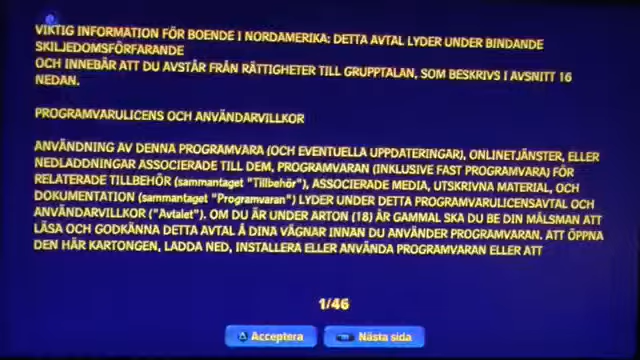 VIKTIG INFORMATION FÖR BOENDE I NORDAMERIKA: DETTA AVTAL LYDER UNDER BINDANDE
SKILJEDOMSFÖRFARANDE
OCH INNEBÄR ATT DU AVSTÅR FRÅN RÄTTIGHETER TILL GRUPPTALAN, SOM BESKRIVS I AVSNITT 16
NEDAN.
PROGRAMVARULICENS OCH ANVÄNDARVILLKOR
ANVÄNDNING AV DENNA PROGRAMVARA (OCH EVENTUELLA UPPDATERINGAR), ONLINETJÄNSTER, ELLER
NEDLADDNINGAR ASSOCIERADE TILL DEM, PROGRAMVARAN (INKLUSIVE FAST PROGRAMVARA) FÖR
RELATERADE TILLBEHÖR (sammantaget "Tillbehör"), ASSOCIERADE MEDIA, UTSKRIVNA MATERIAL, OCH
DOKUMENTATION (sammantaget "Programvaran") LYDER UNDER DETTA PROGRAMVARULICENSAVTAL OCH
ANVÄNDARVILLKOR ("Avtalet"). OM DU ÄR UNDER ARTON (18) ÅR GAMMAL SKA DU BE DIN MÅLSMAN ATT
LÄSA OCH GODKÄNNA DETTA AVTAL Å DINA VÄGNAR INNAN DU ANVÄNDER PROGRAMVARAN. ATT ÖPPNA
DEN HÄR KARTONGEN, LADDA NED, INSTALLERA ELLER ANVÄNDA PROGRAMVARAN ELLER ATT
1/46
Acceptera
Nästa sida